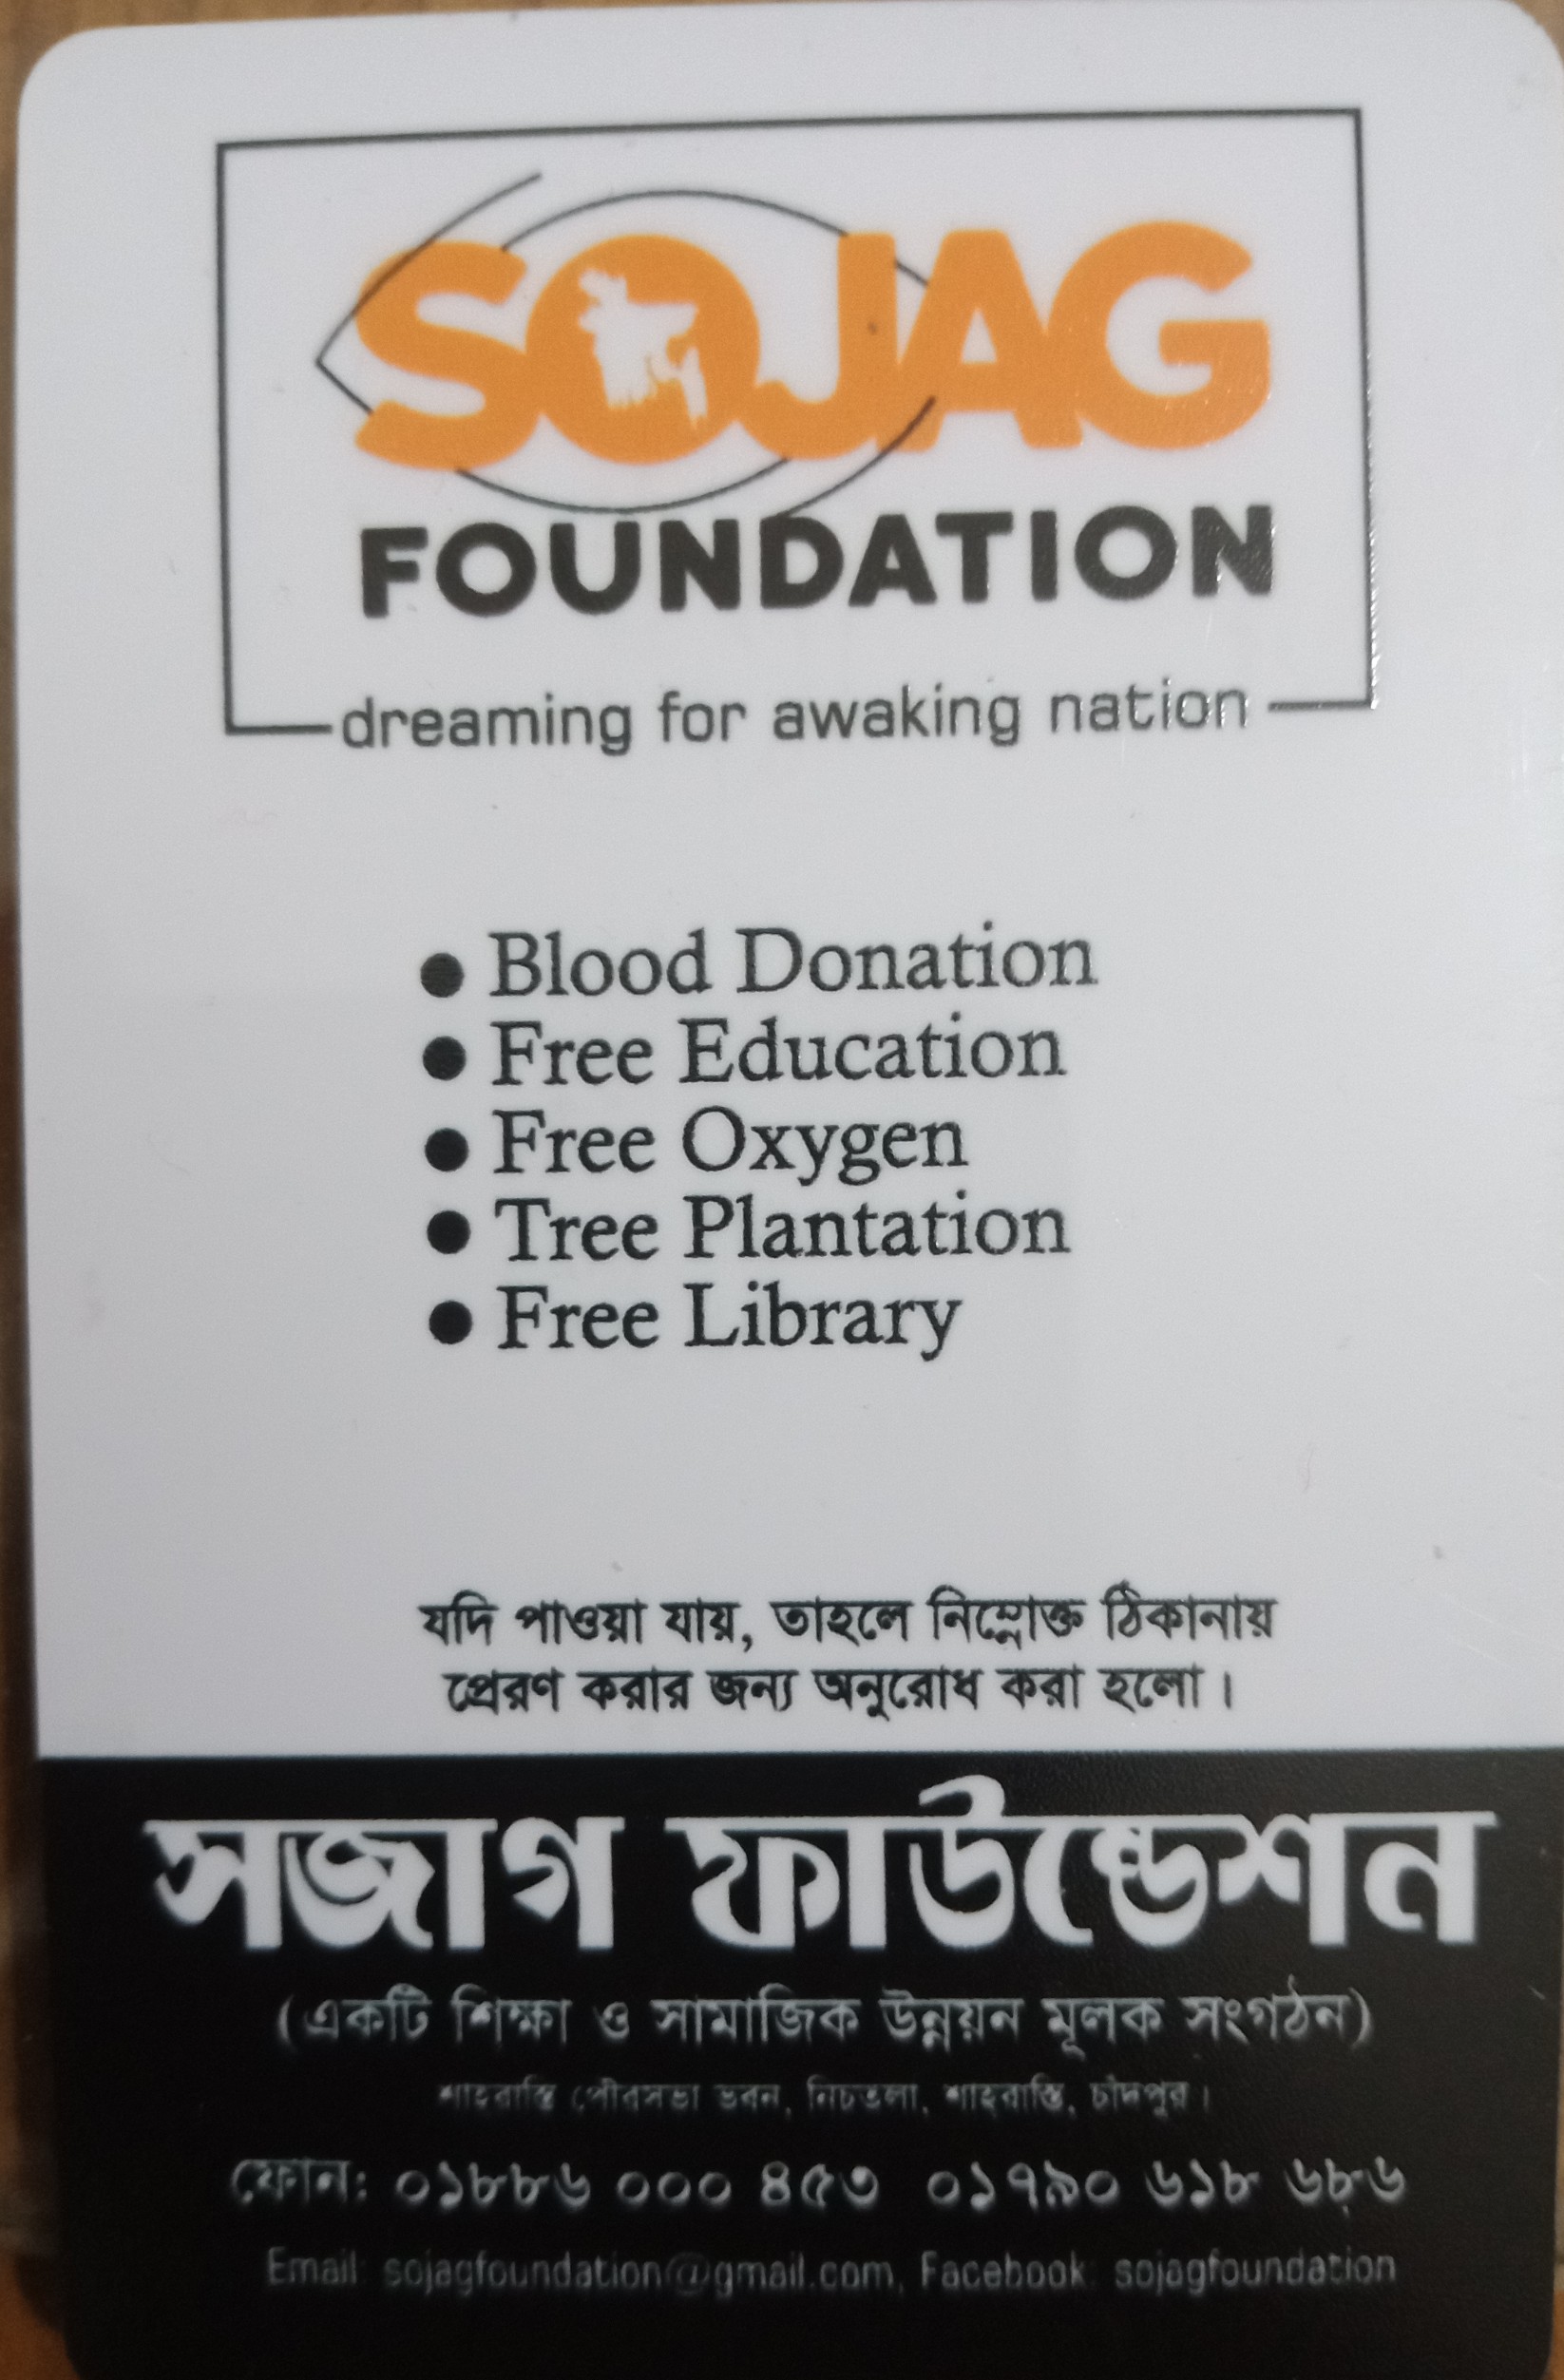 SOJAG
FOUNDATION
dreaming for awaking nation
● Blood Donation
● Free Education
● Free Oxygen
● Tree Plantation
● Free Library
যদি পাওয়া যায়, তাহলে নিম্নোক্ত ঠিকানায়
প্রেরণ করার জন্য অনুরোধ করা হলো।
সজাগ ফাউন্ডেশন
(একটি শিক্ষা ও সামাজিক উন্নয়ন মূলক সংগঠন)
শাহরাস্তি পৌরসভা ভবন, নিচতলা, শাহরাস্তি, চাঁদপুর।
ফোন: ০১৮৮৬ ০০০ ৪৫৩ ০১৭৯০ ৬১৮ ৬৮৬
Email: sojagfoundation@gmail.com, Facebook: sojagfoundation